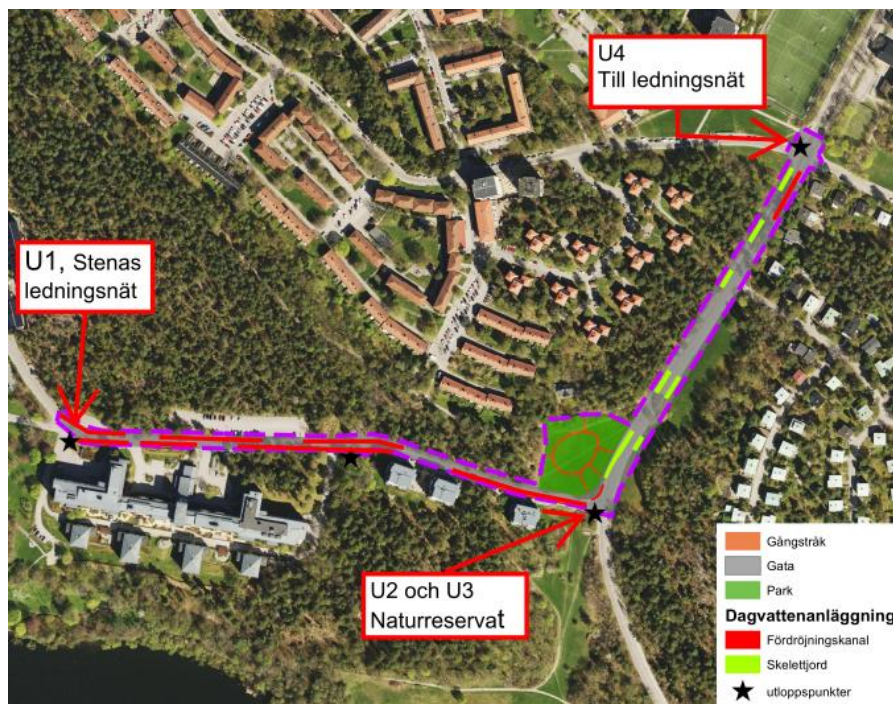 U4
Till ledningsnät
U1, Stenas
ledningsnät
U2 och U3
Naturreservat
Gångstråk
Gata
Park
Dagvattenanläggning
Fördröjningskanal
Skelettjord
utloppspunkter